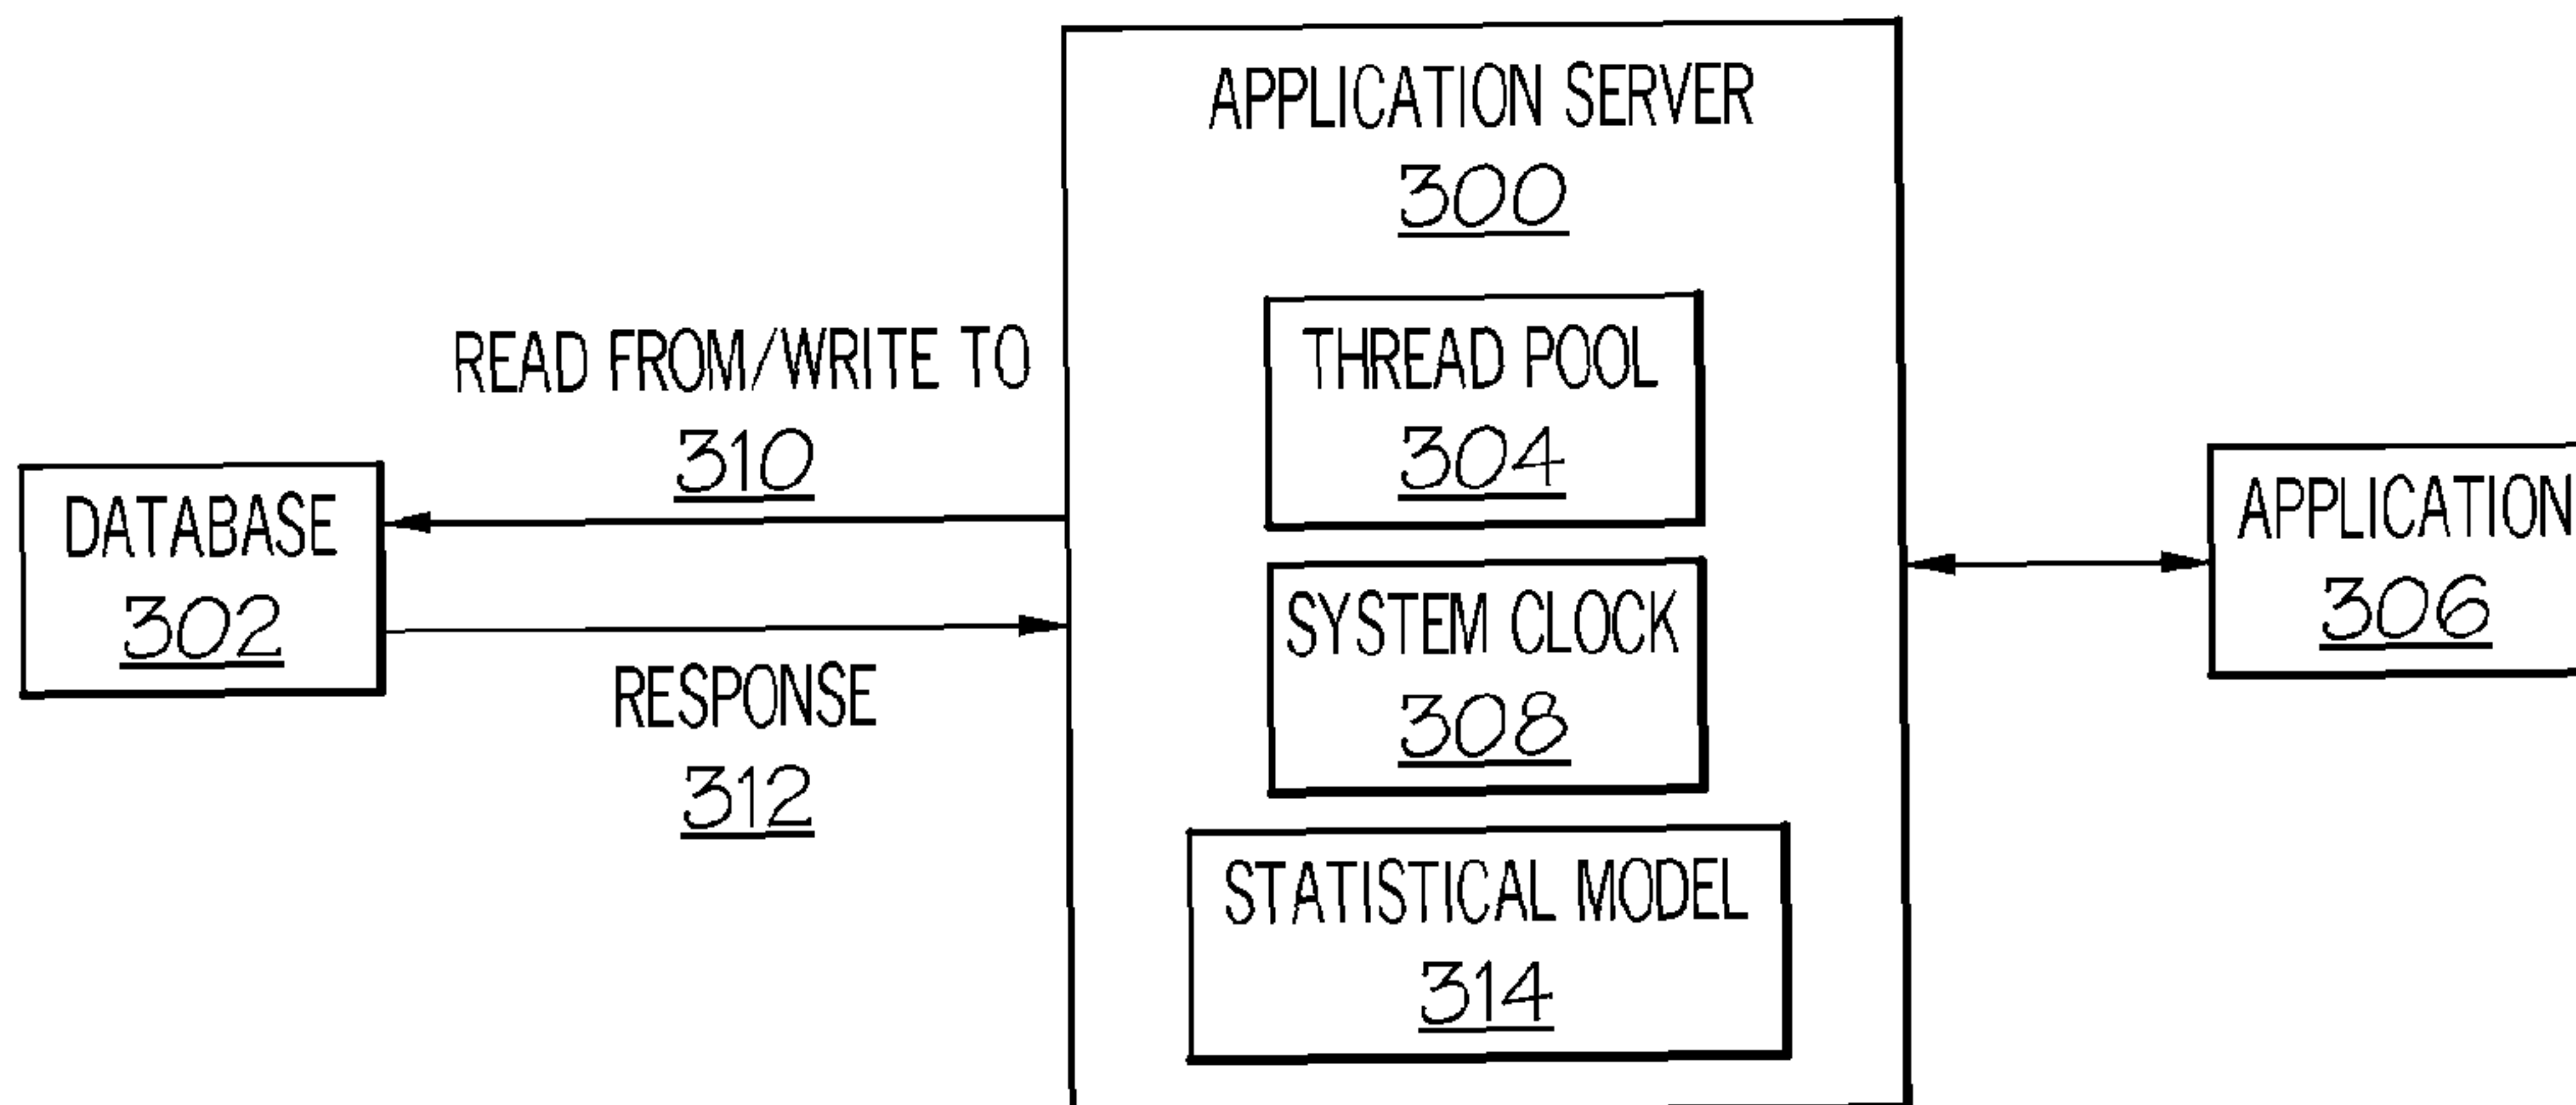 APPLICATION SERVER
300
THREAD POOL
304
SYSTEM CLOCK
308
STATISTICAL MODEL
314
READ FROM/WRITE TO
310
DATABASE
302
RESPONSE
312
APPLICATION
306